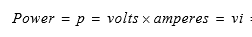 Power = p = volts × amperes = vi =